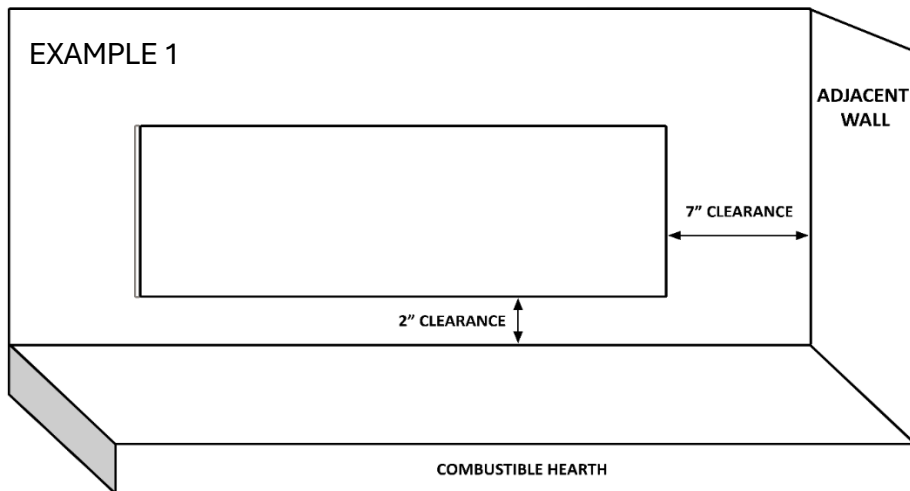 EXAMPLE 1
ADJACENT
WALL
7” CLEARANCE
2” CLEARANCE
COMBUSTIBLE HEARTH